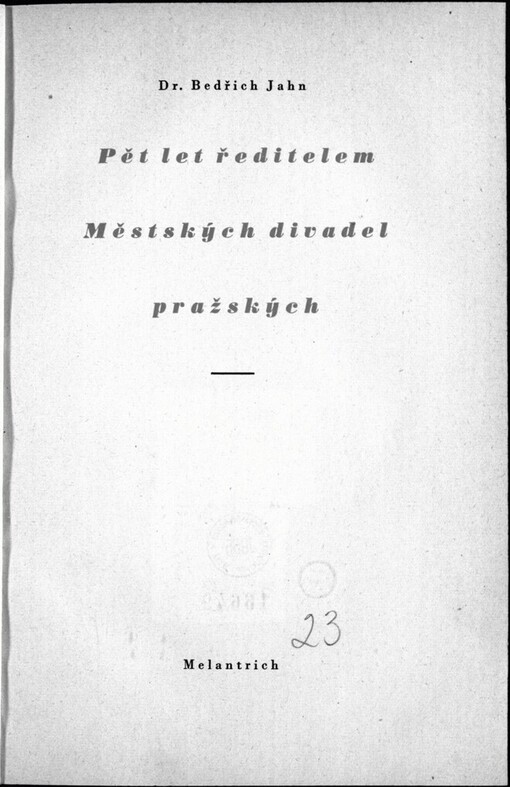 Dr. Bedřich Jahn
Pět let ředitelem
Městských divadel
pražských
23
Melantrich